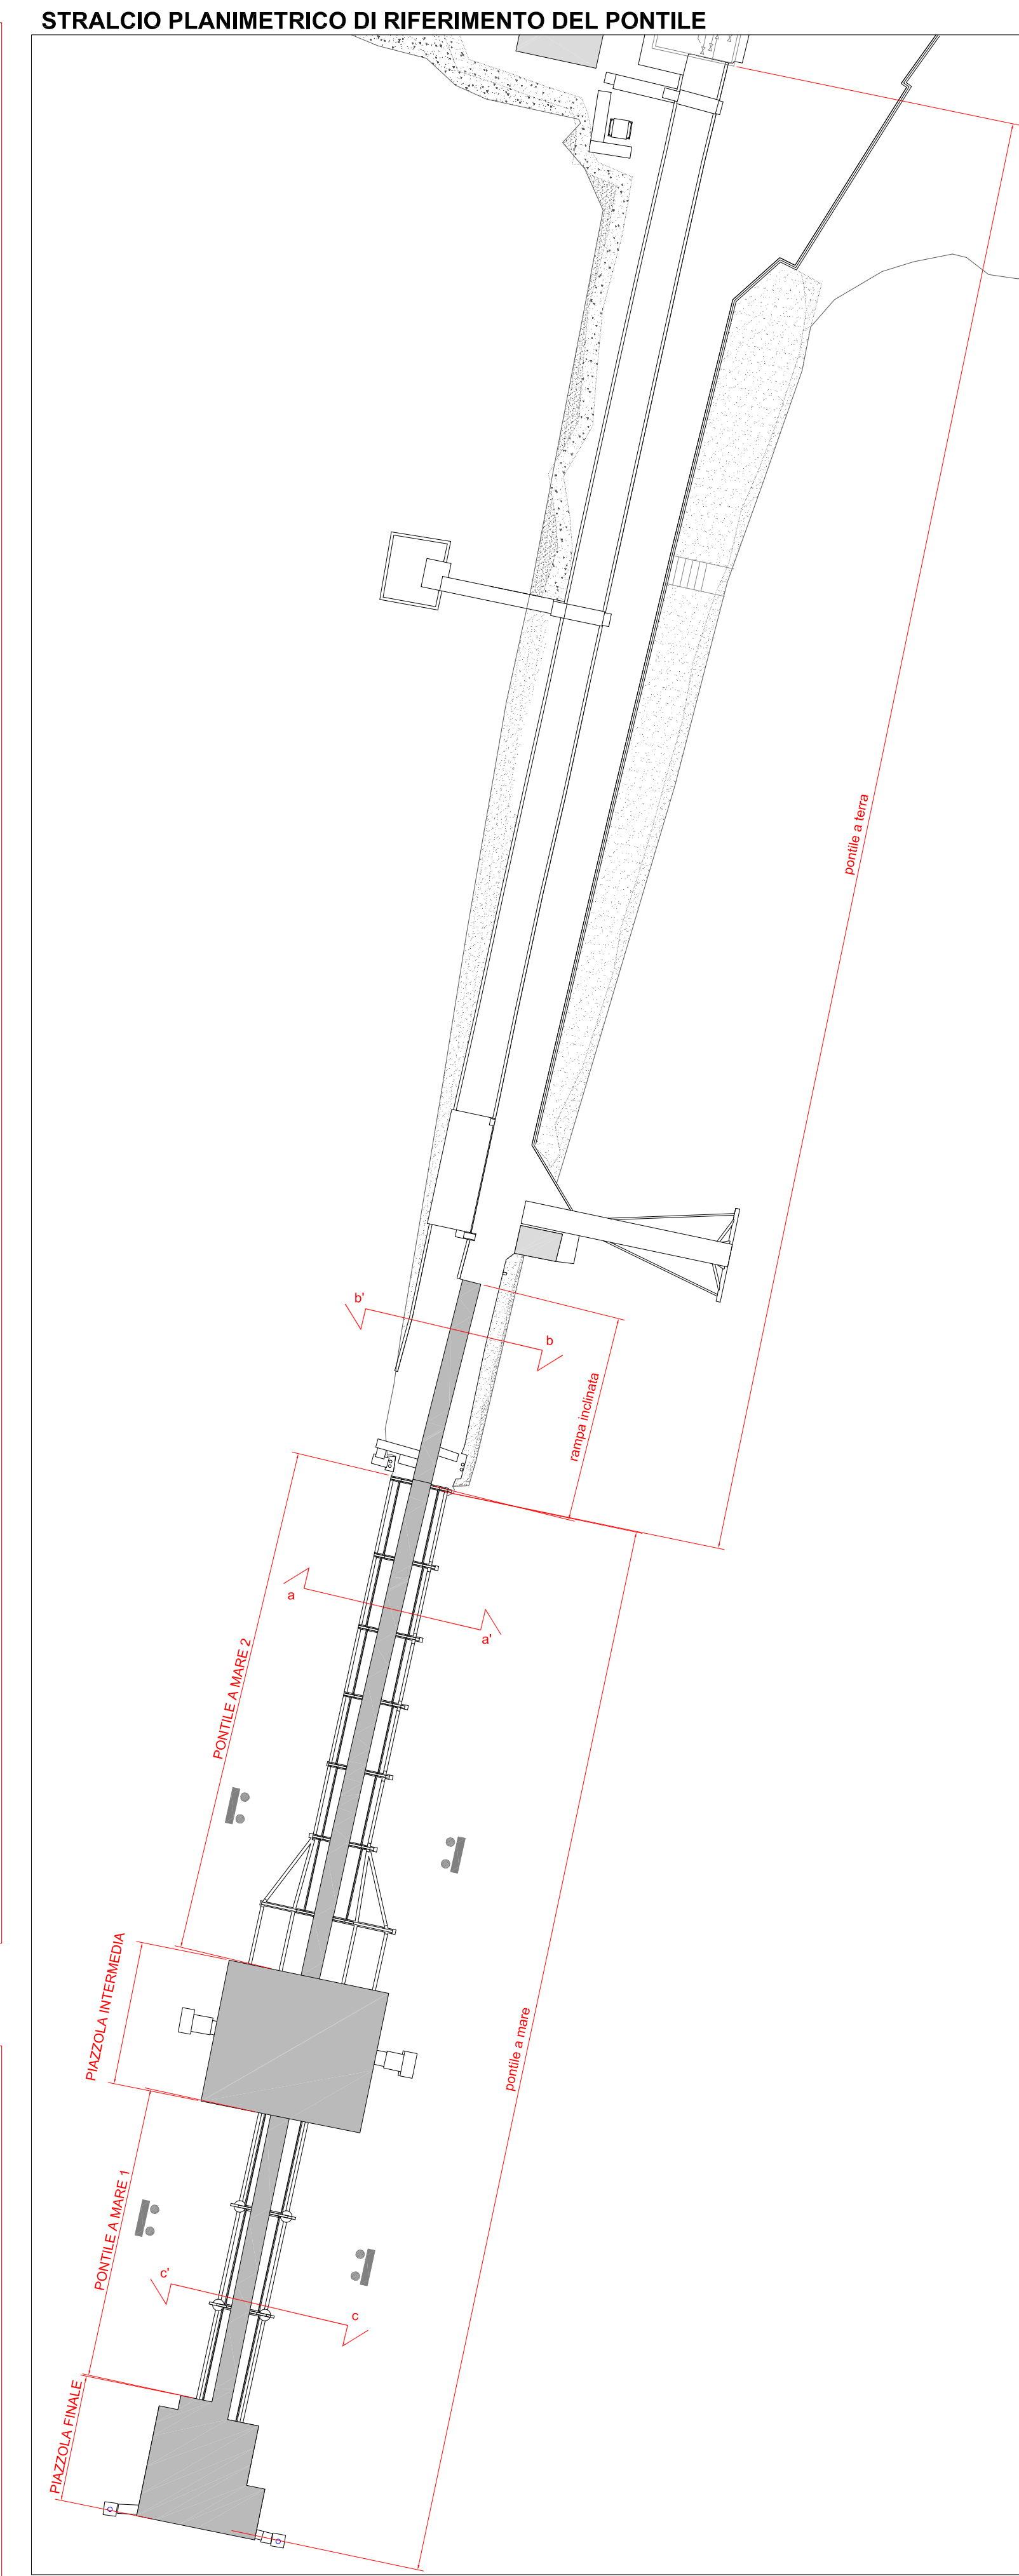 STRALCIO PLANIMETRICO DI RIFERIMENTO DEL PONTILE
pontile a terra
b'
b
rampa inclinata
a
a'
PONTILE A MARE 2
PIAZZOLA INTERMEDIA
pontile a mare
PONTILE A MARE 1
c'
c
PIAZZOLA FINALE